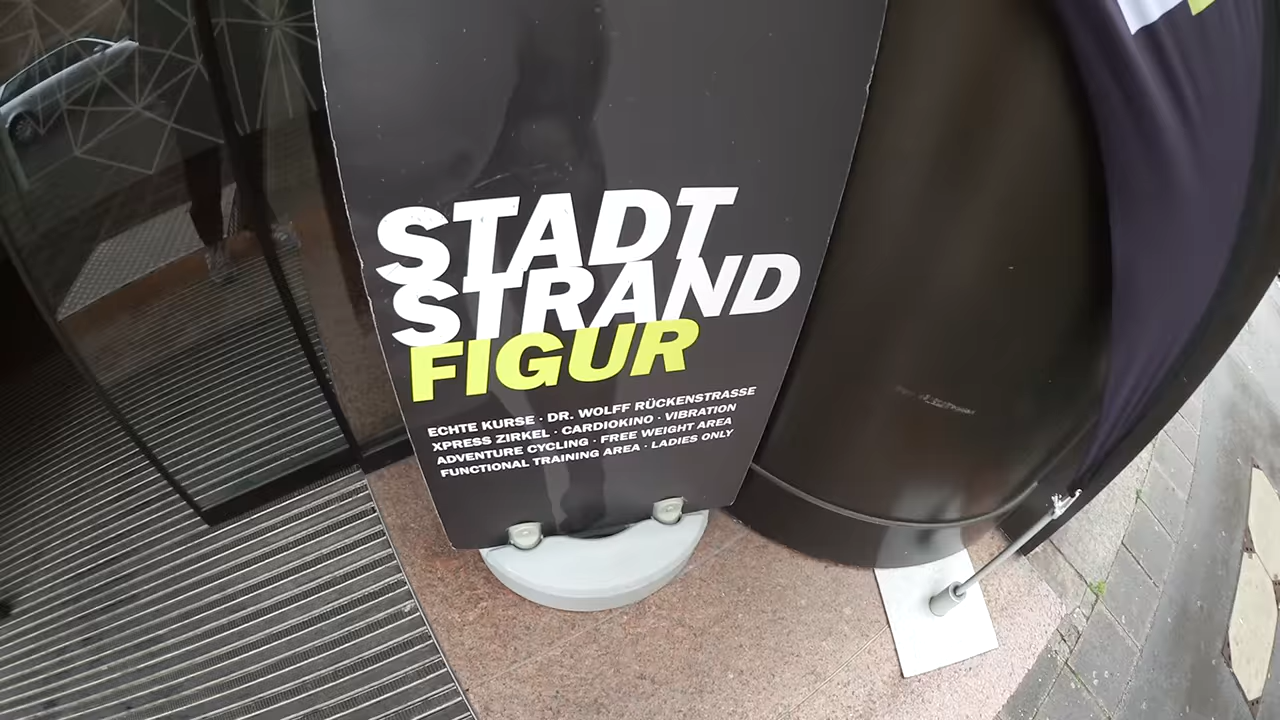 STADT
STRAND
FIGUR
ECHTE KURSE · DR. WOLFF RÜCKENSTRASSE
XPRESS ZIRKEL · CARDIOKINO · VIBRATION
ADVENTURE CYCLING · FREE WEIGHT AREA
FUNCTIONAL TRAINING AREA · LADIES ONLY